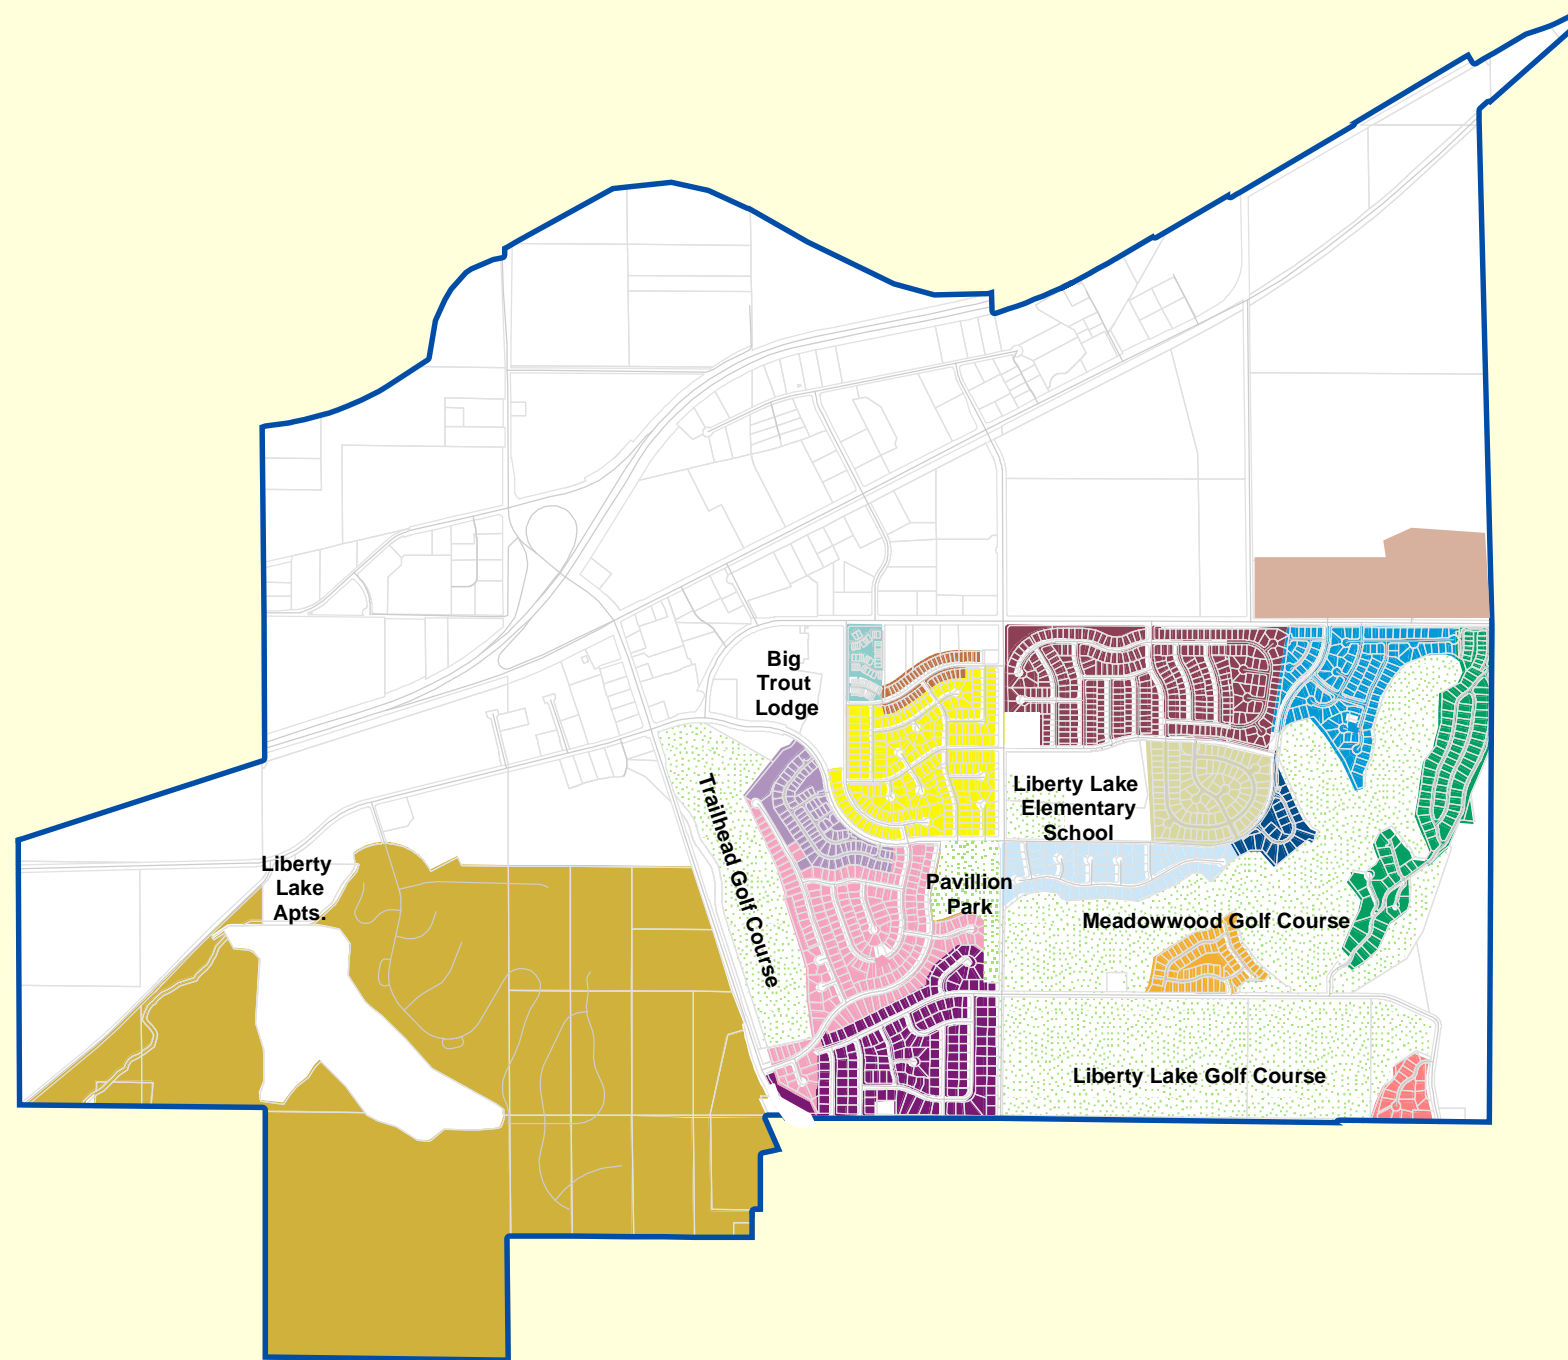 Big
Trout
Lodge
Trailhead Golf Course
Liberty Lake
Elementary
School
Liberty
Lake
Apts.
Pavillion
Park
Meadowwood Golf Course
Liberty Lake Golf Course